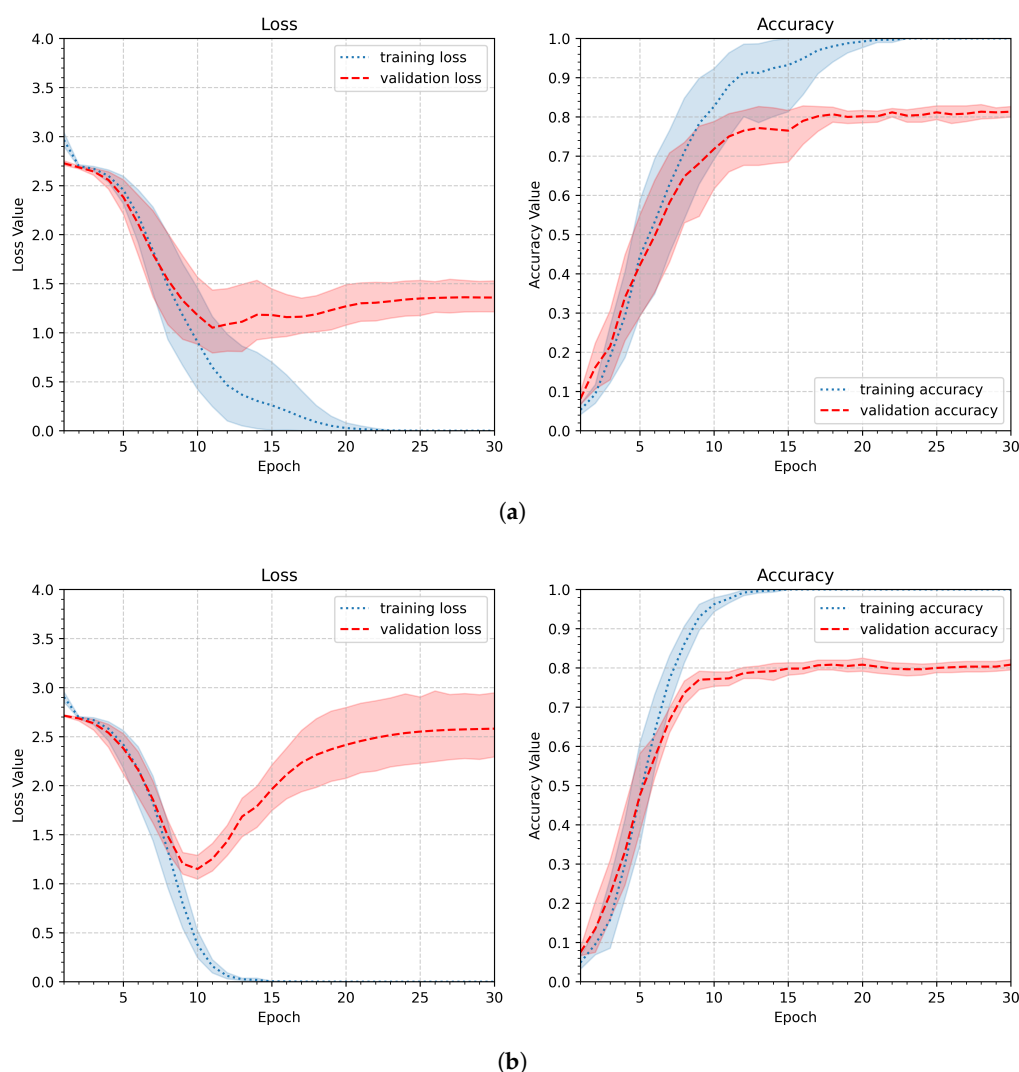 Loss
Accuracy
4.0
3.5
3.0
2.5
2.0
1.5
1.0
0.5
0.0
Loss Value
training loss
validation loss
5
10
15
20
25
30
Epoch
1.0
0.9
0.8
0.7
0.6
0.5
0.4
0.3
0.2
0.1
0.0
Accuracy Value
training accuracy
validation accuracy
5
10
15
20
25
30
Epoch
(a)
Loss
Accuracy
4.0
3.5
3.0
2.5
2.0
1.5
1.0
0.5
0.0
Loss Value
training loss
validation loss
5
10
15
20
25
30
Epoch
1.0
0.9
0.8
0.7
0.6
0.5
0.4
0.3
0.2
0.1
0.0
Accuracy Value
training accuracy
validation accuracy
5
10
15
20
25
30
Epoch
(b)